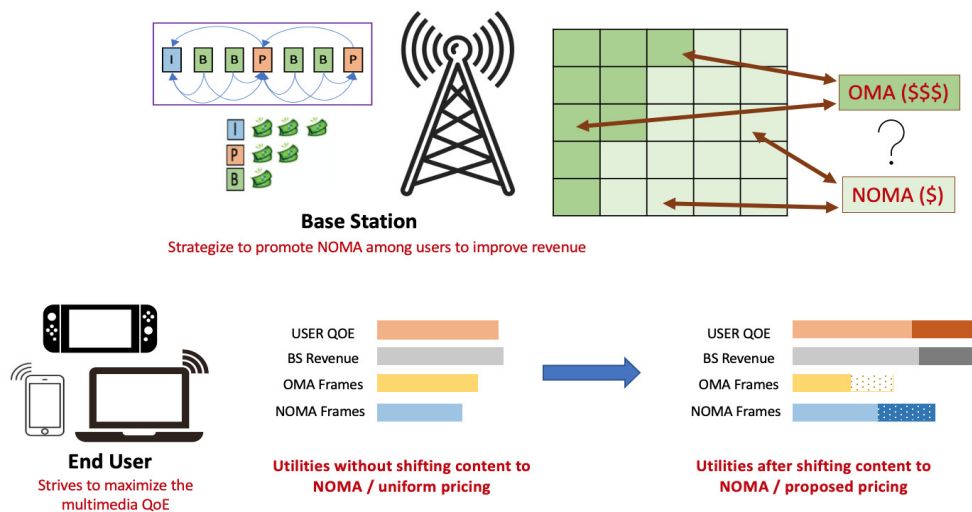 I B B P B B P
I
P
B
OMA ($$$)
?
NOMA ($)
Base Station
Strategize to promote NOMA among users to improve revenue
USER QOE
BS Revenue
OMA Frames
NOMA Frames
USER QOE
BS Revenue
OMA Frames
NOMA Frames
End User
Strives to maximize the
multimedia QoE
Utilities without shifting content to
NOMA / uniform pricing
Utilities after shifting content to
NOMA / proposed pricing